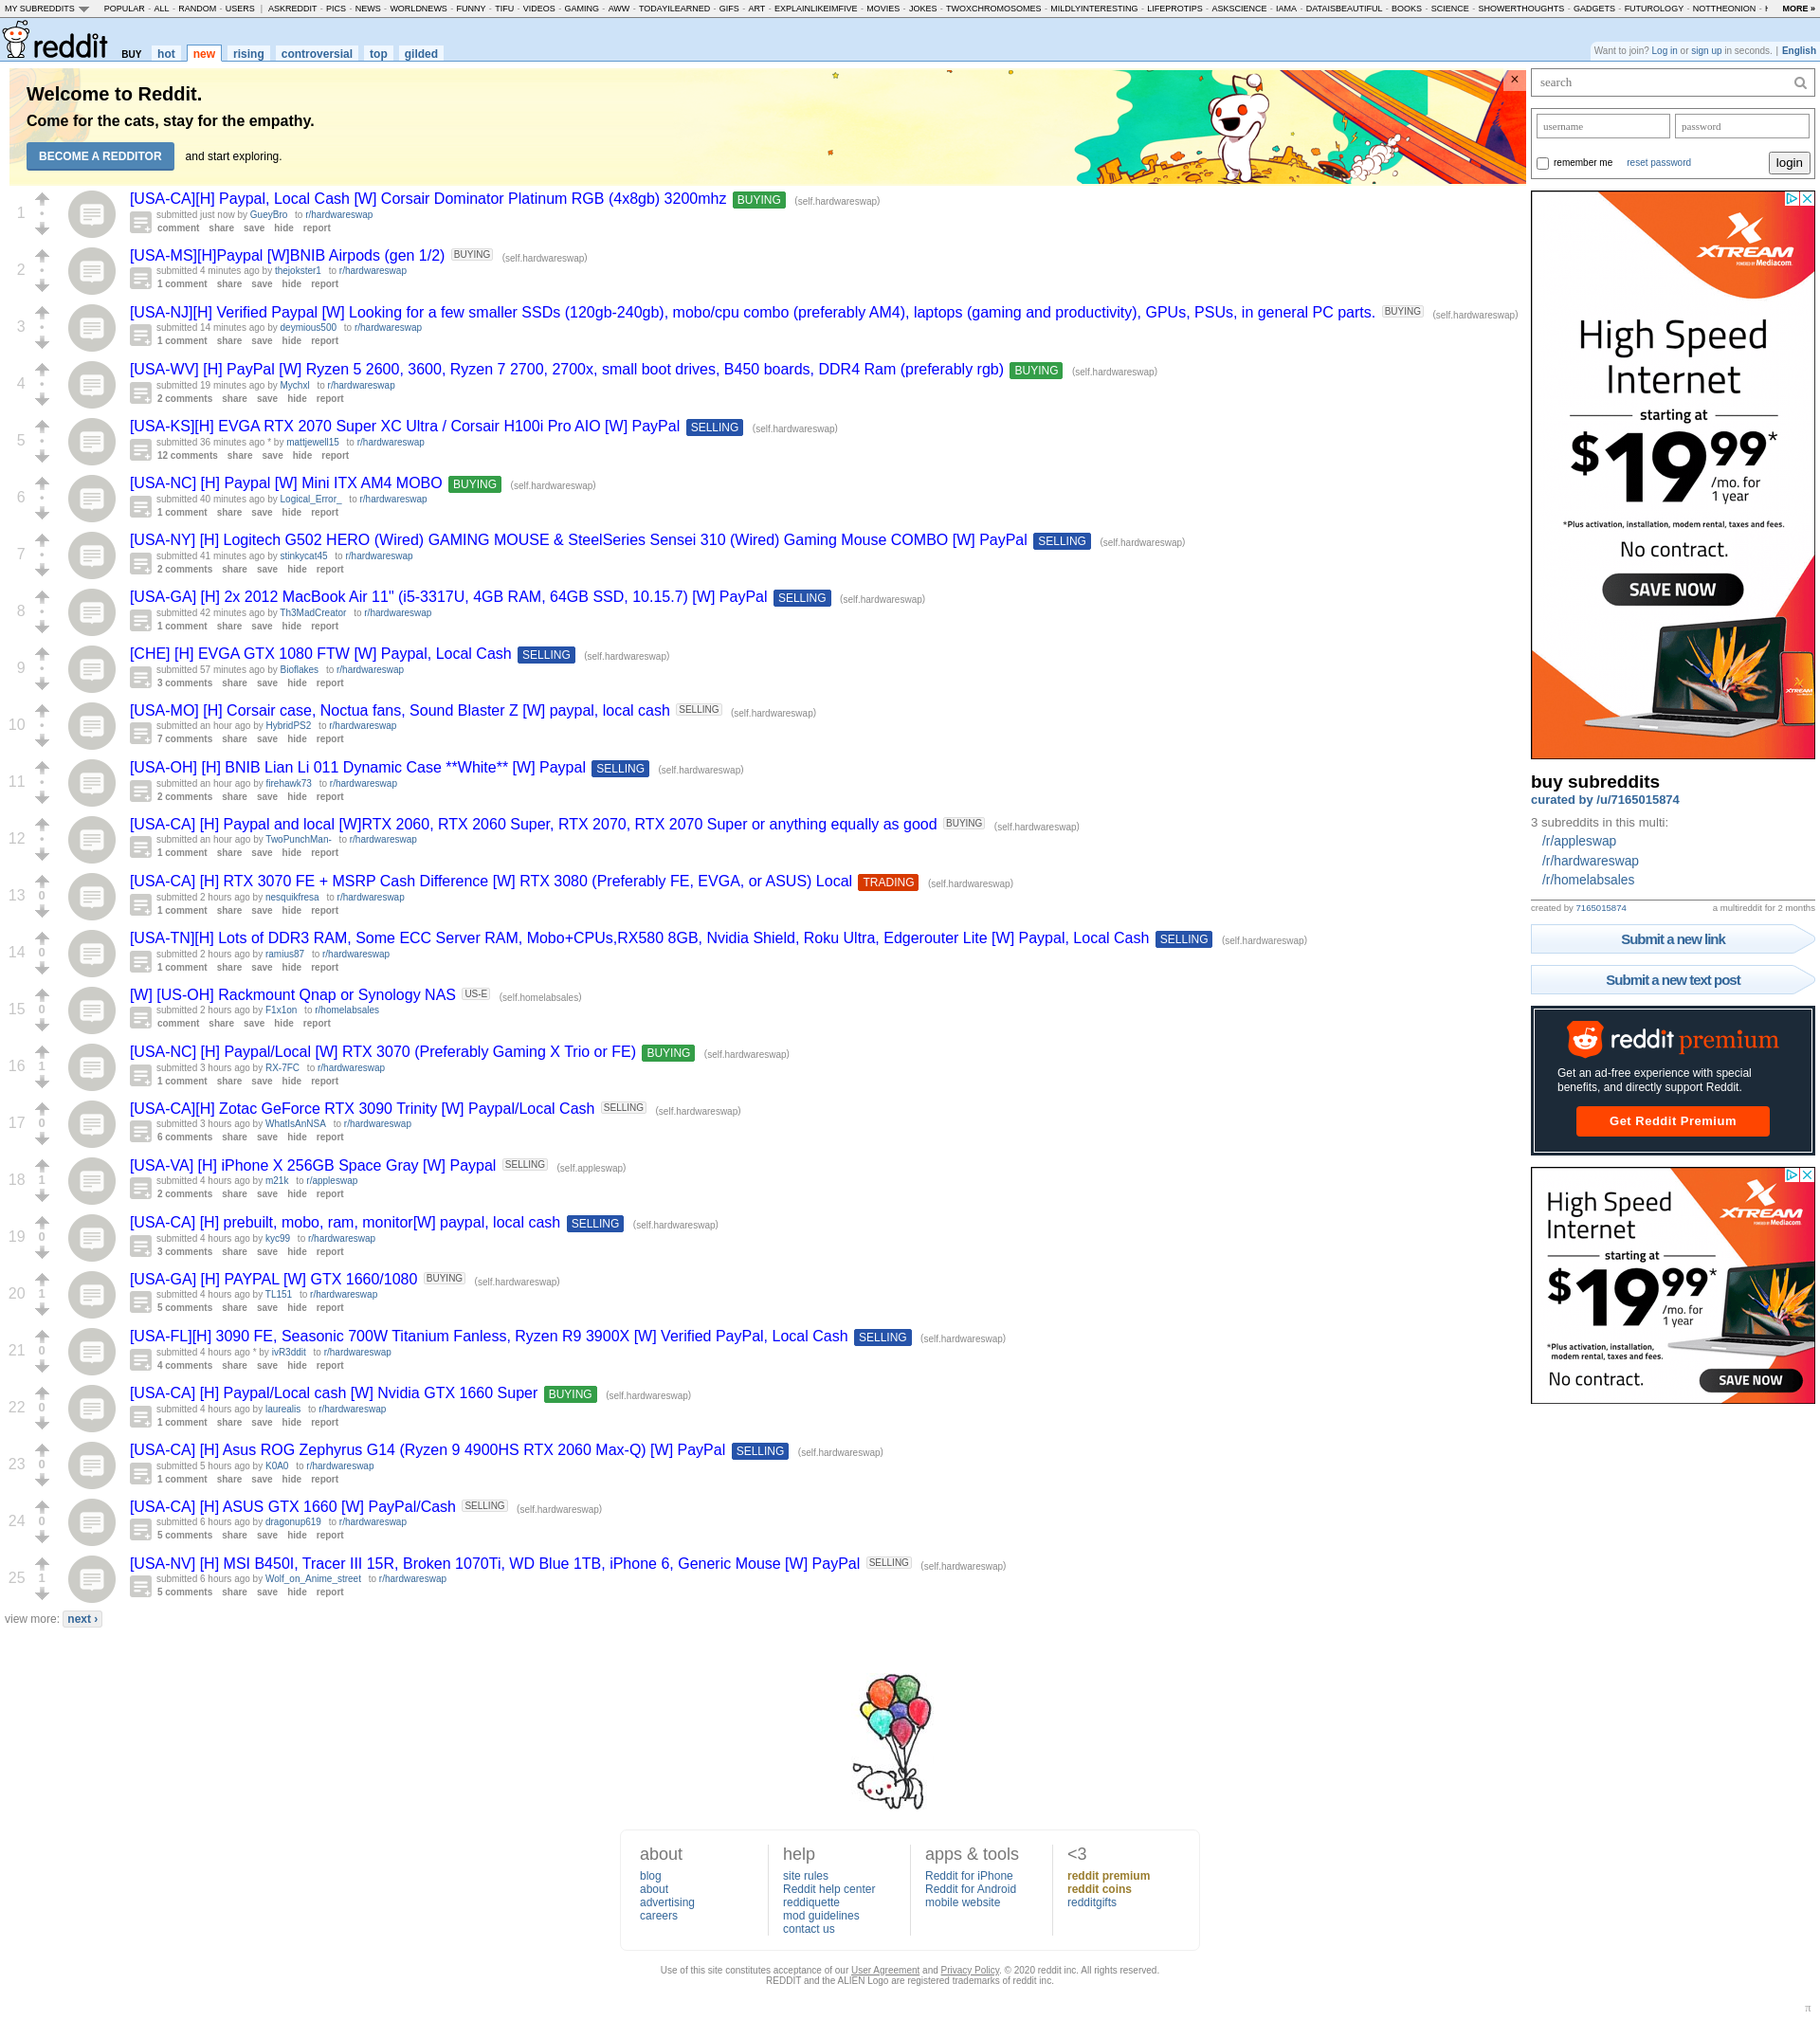 MY SUBREDDITS POPULAR - ALL - RANDOM - USERS | ASKREDDIT - PICS - NEWS - WORLDNEWS - FUNNY - TIFU - VIDEOS - GAMING - AWW - TODAYILEARNED - GIFS - ART - EXPLAINLIKEIMFIVE - MOVIES - JOKES - TWOXCHROMOSOMES - MILDLYINTERESTING - LIFEPROTIPS - ASKSCIENCE - IAMA - DATAISBEAUTIFUL - BOOKS - SCIENCE - SHOWERTHOUGHTS - GADGETS - FUTUROLOGY - NOTTHEONION - MORE »
reddit BUY hot new rising controversial top gilded
Want to join? Log in or sign up in seconds. | English
Welcome to Reddit.
Come for the cats, stay for the empathy.
BECOME A REDDITOR and start exploring.
×
1
[USA-CA][H] Paypal, Local Cash [W] Corsair Dominator Platinum RGB (4x8gb) 3200mhz BUYING (self.hardwareswap)
submitted just now by GueyBro to r/hardwareswap
comment share save hide report
2
[USA-MS][H]Paypal [W]BNIB Airpods (gen 1/2) BUYING (self.hardwareswap)
submitted 4 minutes ago by thejokster1 to r/hardwareswap
1 comment share save hide report
3
[USA-NJ][H] Verified Paypal [W] Looking for a few smaller SSDs (120gb-240gb), mobo/cpu combo (preferably AM4), laptops (gaming and productivity), GPUs, PSUs, in general PC parts. BUYING (self.hardwareswap)
submitted 14 minutes ago by deymious500 to r/hardwareswap
1 comment share save hide report
4
[USA-WV] [H] PayPal [W] Ryzen 5 2600, 3600, Ryzen 7 2700, 2700x, small boot drives, B450 boards, DDR4 Ram (preferably rgb) BUYING (self.hardwareswap)
submitted 19 minutes ago by Mychxl to r/hardwareswap
2 comments share save hide report
5
[USA-KS][H] EVGA RTX 2070 Super XC Ultra / Corsair H100i Pro AIO [W] PayPal SELLING (self.hardwareswap)
submitted 36 minutes ago * by mattjewell15 to r/hardwareswap
12 comments share save hide report
6
[USA-NC] [H] Paypal [W] Mini ITX AM4 MOBO BUYING (self.hardwareswap)
submitted 40 minutes ago by Logical_Error_ to r/hardwareswap
1 comment share save hide report
7
[USA-NY] [H] Logitech G502 HERO (Wired) GAMING MOUSE & SteelSeries Sensei 310 (Wired) Gaming Mouse COMBO [W] PayPal SELLING (self.hardwareswap)
submitted 41 minutes ago by stinkycat45 to r/hardwareswap
2 comments share save hide report
8
[USA-GA] [H] 2x 2012 MacBook Air 11" (i5-3317U, 4GB RAM, 64GB SSD, 10.15.7) [W] PayPal SELLING (self.hardwareswap)
submitted 42 minutes ago by Th3MadCreator to r/hardwareswap
1 comment share save hide report
9
[CHE] [H] EVGA GTX 1080 FTW [W] Paypal, Local Cash SELLING (self.hardwareswap)
submitted 57 minutes ago by Bioflakes to r/hardwareswap
3 comments share save hide report
10
[USA-MO] [H] Corsair case, Noctua fans, Sound Blaster Z [W] paypal, local cash SELLING (self.hardwareswap)
submitted an hour ago by HybridPS2 to r/hardwareswap
7 comments share save hide report
11
[USA-OH] [H] BNIB Lian Li 011 Dynamic Case **White** [W] Paypal SELLING (self.hardwareswap)
submitted an hour ago by firehawk73 to r/hardwareswap
2 comments share save hide report
12
[USA-CA] [H] Paypal and local [W]RTX 2060, RTX 2060 Super, RTX 2070, RTX 2070 Super or anything equally as good BUYING (self.hardwareswap)
submitted an hour ago by TwoPunchMan- to r/hardwareswap
1 comment share save hide report
13 0
[USA-CA] [H] RTX 3070 FE + MSRP Cash Difference [W] RTX 3080 (Preferably FE, EVGA, or ASUS) Local TRADING (self.hardwareswap)
submitted 2 hours ago by nesquikfresa to r/hardwareswap
1 comment share save hide report
14 0
[USA-TN][H] Lots of DDR3 RAM, Some ECC Server RAM, Mobo+CPUs,RX580 8GB, Nvidia Shield, Roku Ultra, Edgerouter Lite [W] Paypal, Local Cash SELLING (self.hardwareswap)
submitted 2 hours ago by ramius87 to r/hardwareswap
1 comment share save hide report
15 0
[W] [US-OH] Rackmount Qnap or Synology NAS US-E (self.homelabsales)
submitted 2 hours ago by F1x1on to r/homelabsales
comment share save hide report
16 1
[USA-NC] [H] Paypal/Local [W] RTX 3070 (Preferably Gaming X Trio or FE) BUYING (self.hardwareswap)
submitted 3 hours ago by RX-7FC to r/hardwareswap
1 comment share save hide report
17 0
[USA-CA][H] Zotac GeForce RTX 3090 Trinity [W] Paypal/Local Cash SELLING (self.hardwareswap)
submitted 3 hours ago by WhatIsAnNSA to r/hardwareswap
6 comments share save hide report
18 1
[USA-VA] [H] iPhone X 256GB Space Gray [W] Paypal SELLING (self.appleswap)
submitted 4 hours ago by m21k to r/appleswap
2 comments share save hide report
19 0
[USA-CA] [H] prebuilt, mobo, ram, monitor[W] paypal, local cash SELLING (self.hardwareswap)
submitted 4 hours ago by kyc99 to r/hardwareswap
3 comments share save hide report
20 1
[USA-GA] [H] PAYPAL [W] GTX 1660/1080 BUYING (self.hardwareswap)
submitted 4 hours ago by TL151 to r/hardwareswap
5 comments share save hide report
21 0
[USA-FL][H] 3090 FE, Seasonic 700W Titanium Fanless, Ryzen R9 3900X [W] Verified PayPal, Local Cash SELLING (self.hardwareswap)
submitted 4 hours ago * by ivR3ddit to r/hardwareswap
4 comments share save hide report
22 0
[USA-CA] [H] Paypal/Local cash [W] Nvidia GTX 1660 Super BUYING (self.hardwareswap)
submitted 4 hours ago by laurealis to r/hardwareswap
1 comment share save hide report
23 0
[USA-CA] [H] Asus ROG Zephyrus G14 (Ryzen 9 4900HS RTX 2060 Max-Q) [W] PayPal SELLING (self.hardwareswap)
submitted 5 hours ago by K0A0 to r/hardwareswap
1 comment share save hide report
24 0
[USA-CA] [H] ASUS GTX 1660 [W] PayPal/Cash SELLING (self.hardwareswap)
submitted 6 hours ago by dragonup619 to r/hardwareswap
5 comments share save hide report
25 1
[USA-NV] [H] MSI B450I, Tracer III 15R, Broken 1070Ti, WD Blue 1TB, iPhone 6, Generic Mouse [W] PayPal SELLING (self.hardwareswap)
submitted 6 hours ago by Wolf_on_Anime_street to r/hardwareswap
5 comments share save hide report
view more: next ›
search
username password
remember me reset password login
XTREAM
POWERED BY Mediacom
High Speed
Internet
starting at
$19.99*
/mo. for
1 year
*Plus activation, installation, modem rental, taxes and fees.
No contract.
SAVE NOW
XTREAM
buy subreddits
curated by /u/7165015874
3 subreddits in this multi:
/r/appleswap
/r/hardwareswap
/r/homelabsales
created by 7165015874 a multireddit for 2 months
Submit a new link
Submit a new text post
reddit premium
Get an ad-free experience with special
benefits, and directly support Reddit.
Get Reddit Premium
High Speed
Internet
XTREAM
POWERED BY Mediacom
starting at
$19.99*
/mo. for
1 year
*Plus activation, installation,
modem rental, taxes and fees.
No contract.
SAVE NOW
about
blog
about
advertising
careers
help
site rules
Reddit help center
reddiquette
mod guidelines
contact us
apps & tools
Reddit for iPhone
Reddit for Android
mobile website
<3
reddit premium
reddit coins
redditgifts
Use of this site constitutes acceptance of our User Agreement and Privacy Policy. © 2020 reddit inc. All rights reserved.
REDDIT and the ALIEN Logo are registered trademarks of reddit inc.
π